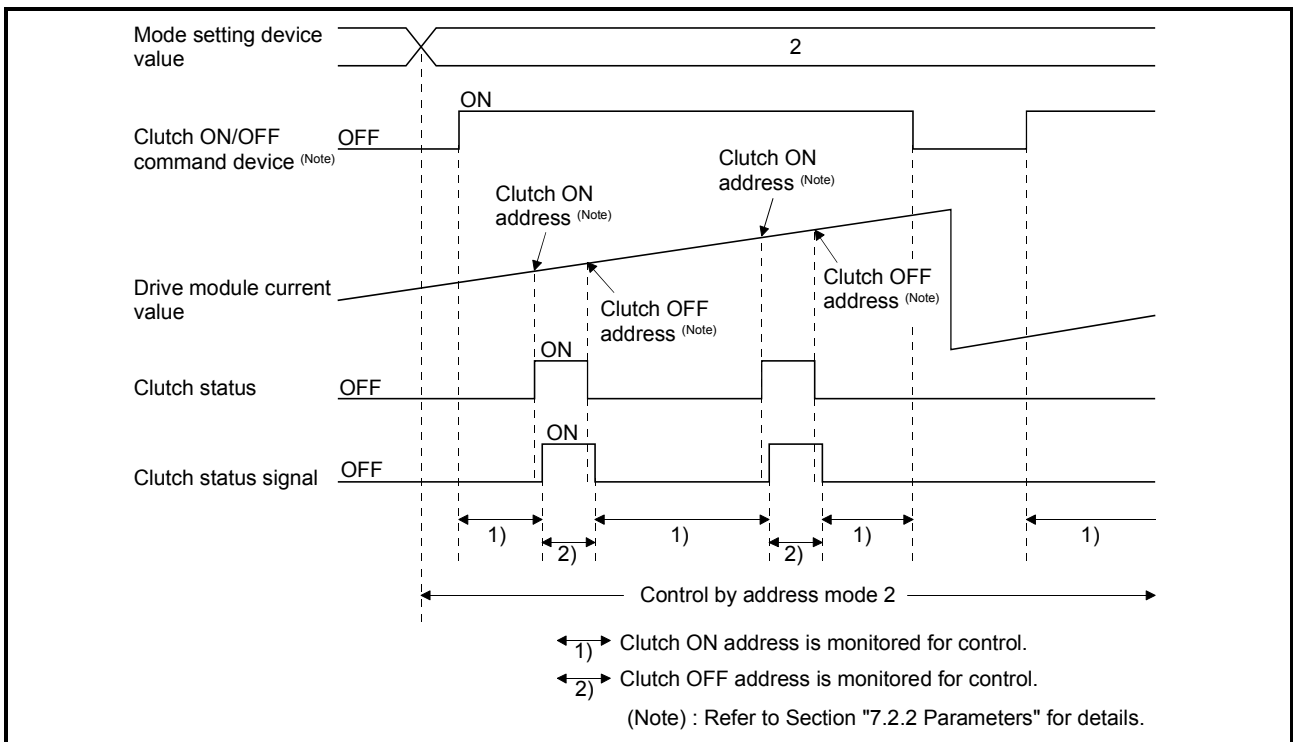 Mode setting device
value
2
ON
Clutch ON/OFF
command device (Note)
OFF
Clutch ON
address (Note)
Clutch ON
address (Note)
Drive module current
value
Clutch OFF
address (Note)
Clutch OFF
address (Note)
ON
Clutch status
OFF
ON
Clutch status signal
OFF
1)
2)
1)
2)
1)
1)
Control by address mode 2
1) Clutch ON address is monitored for control.
2) Clutch OFF address is monitored for control.
(Note) : Refer to Section "7.2.2 Parameters" for details.